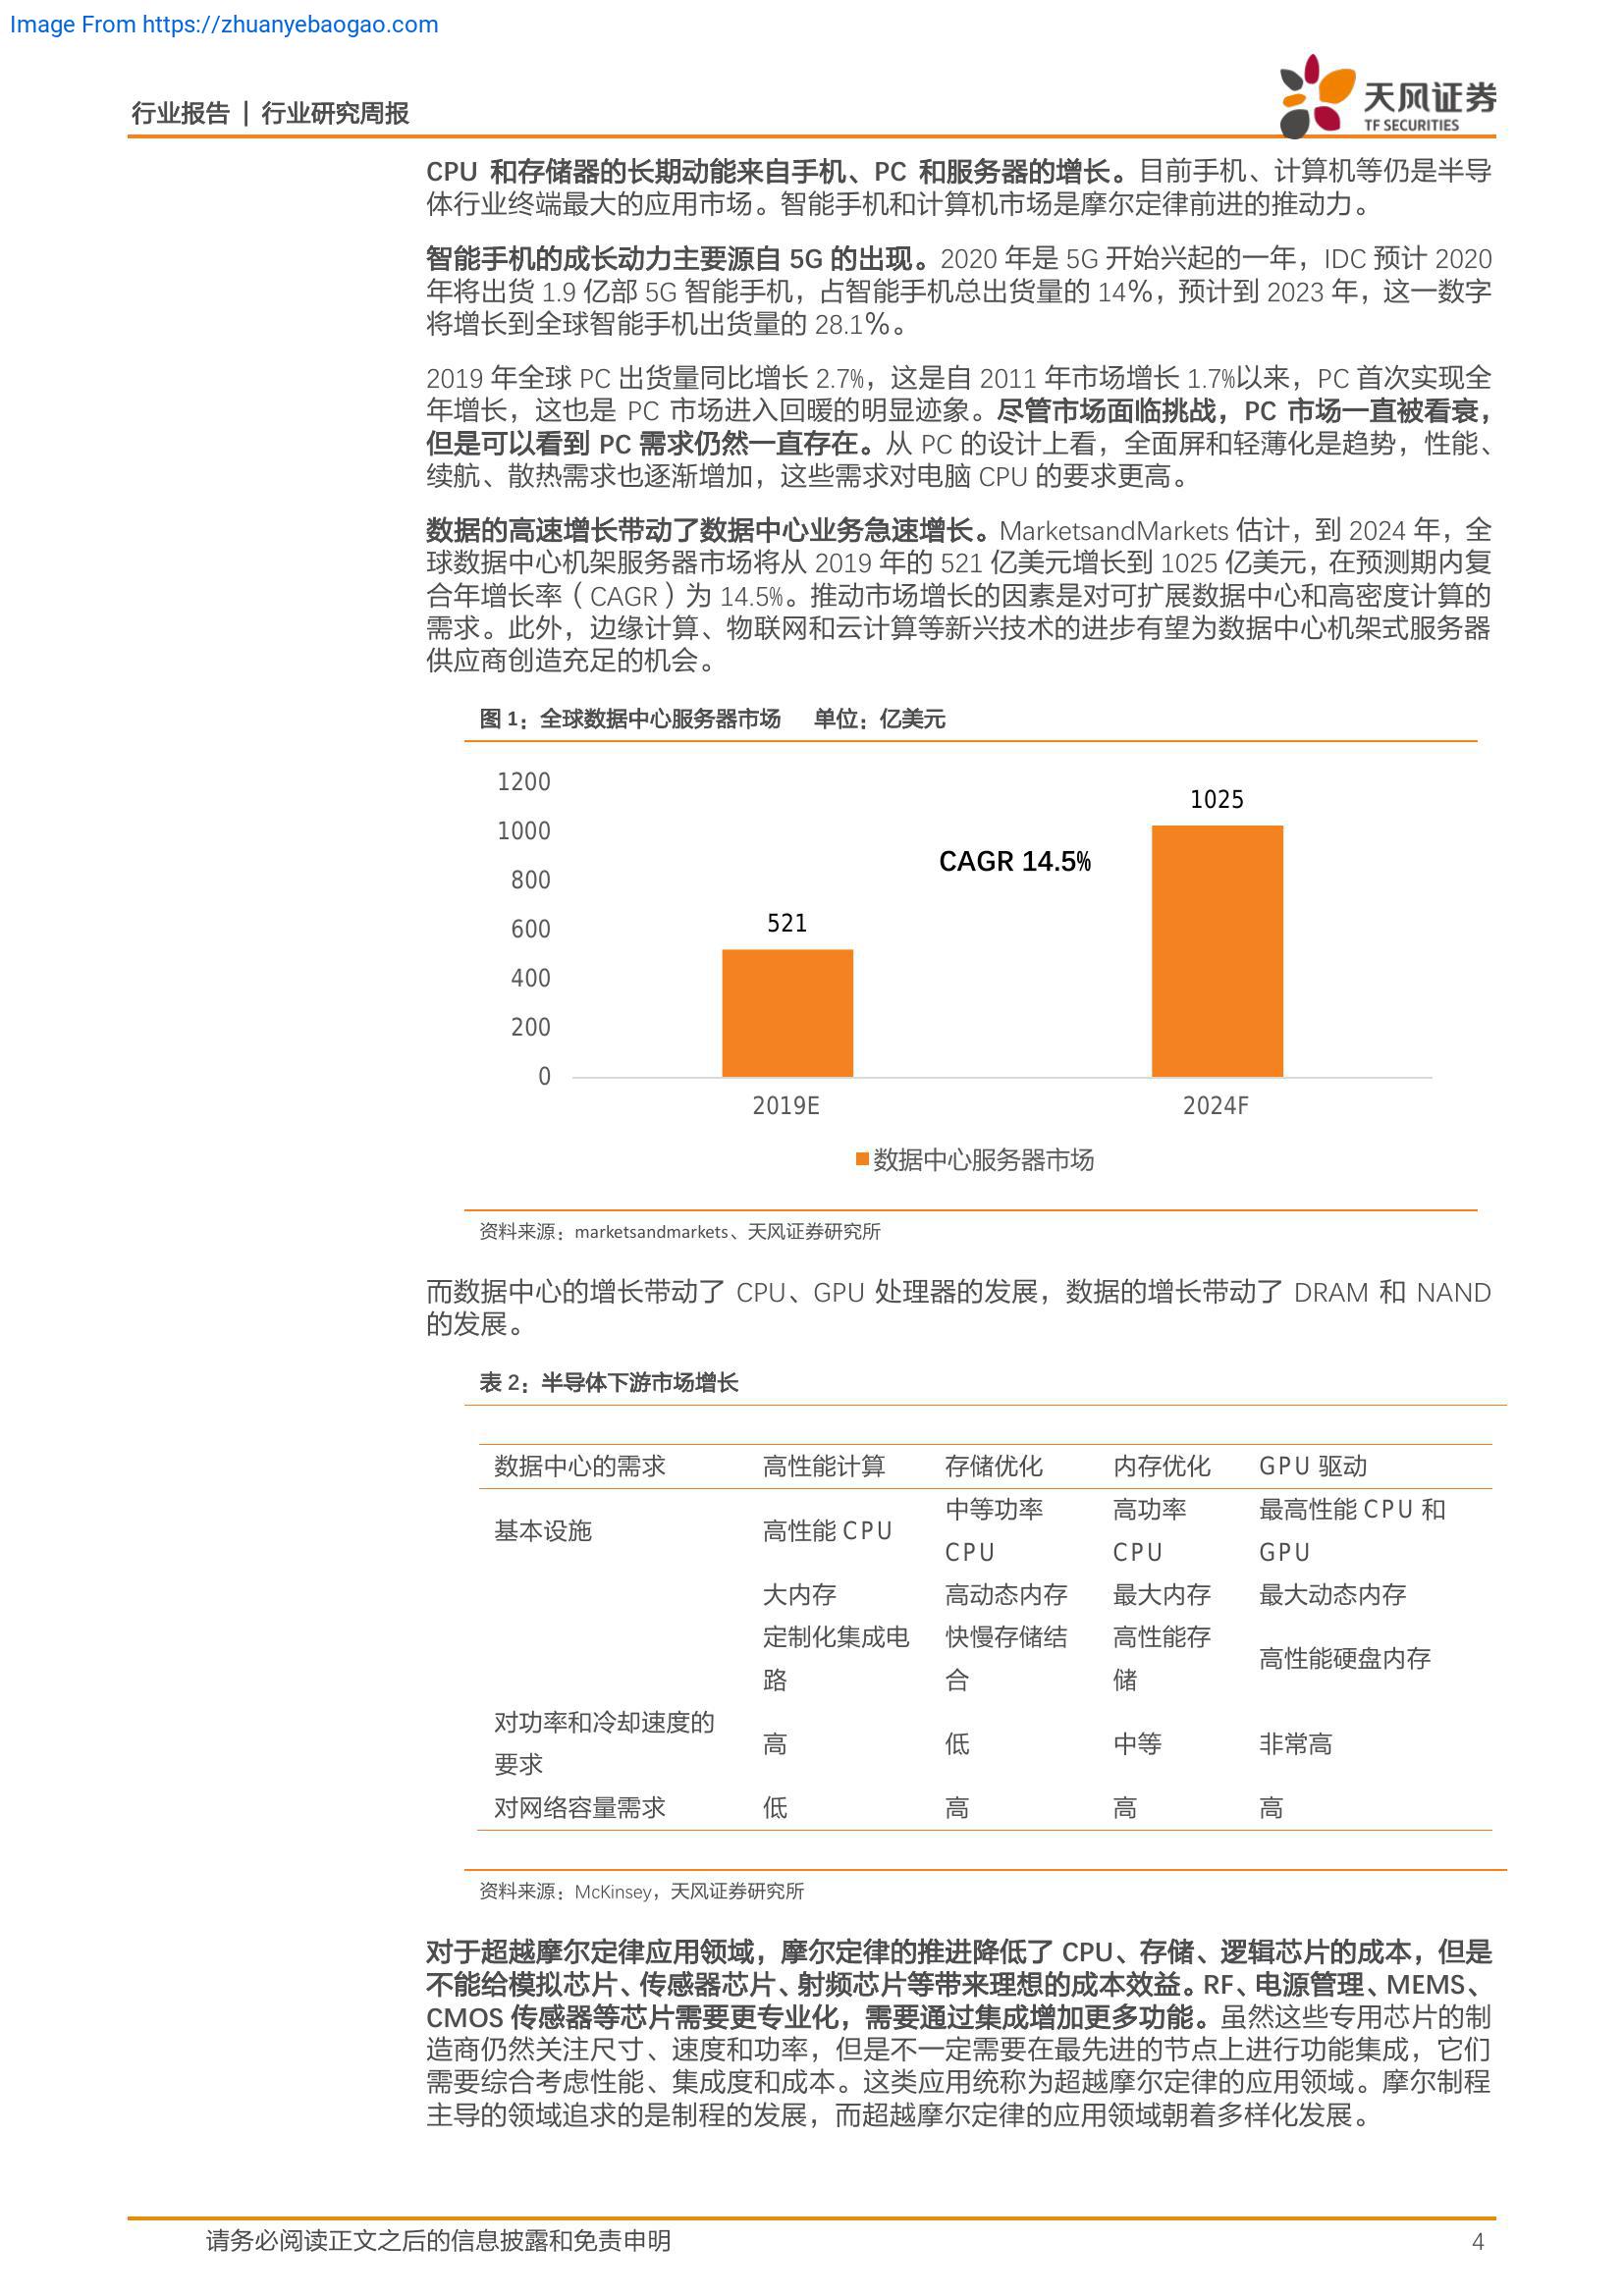 Image From https://zhuanyebaogao.com
行业报告 | 行业研究周报
天风证券
TF SECURITIES
CPU 和存储器的长期动能来自手机、PC 和服务器的增长。目前手机、计算机等仍是半导
体行业终端最大的应用市场。智能手机和计算机市场是摩尔定律前进的推动力。
智能手机的成长动力主要源自 5G 的出现。2020 年是 5G 开始兴起的一年，IDC 预计 2020
年将出货 1.9 亿部 5G 智能手机，占智能手机总出货量的 14%，预计到 2023 年，这一数字
将增长到全球智能手机出货量的 28.1%。
2019 年全球 PC 出货量同比增长 2.7%，这是自 2011 年市场增长 1.7%以来，PC 首次实现全
年增长，这也是 PC 市场进入回暖的明显迹象。尽管市场面临挑战，PC 市场一直被看衰，
但是可以看到 PC 需求仍然一直存在。从 PC 的设计上看，全面屏和轻薄化是趋势，性能、
续航、散热需求也逐渐增加，这些需求对电脑 CPU 的要求更高。
数据的高速增长带动了数据中心业务急速增长。MarketsandMarkets 估计，到 2024 年，全
球数据中心机架服务器市场将从 2019 年的 521 亿美元增长到 1025 亿美元，在预测期内复
合年增长率（CAGR）为 14.5%。推动市场增长的因素是对可扩展数据中心和高密度计算的
需求。此外，边缘计算、物联网和云计算等新兴技术的进步有望为数据中心机架式服务器
供应商创造充足的机会。
图 1：全球数据中心服务器市场 单位：亿美元
1200
1000
800
600
400
200
0
521
CAGR 14.5%
1025
2019E 2024F
数据中心服务器市场
资料来源：marketsandmarkets、天风证券研究所
而数据中心的增长带动了 CPU、GPU 处理器的发展，数据的增长带动了 DRAM 和 NAND
的发展。
表 2：半导体下游市场增长
数据中心的需求 高性能计算 存储优化 内存优化 GPU 驱动
基本设施 高性能 CPU 中等功率 CPU 高功率 CPU 最高性能 CPU 和 GPU
大内存 高动态内存 最大内存 最大动态内存
定制化集成电路 快慢存储结合 高性能存储 高性能硬盘内存
对功率和冷却速度的要求 高 低 中等 非常高
对网络容量需求 低 高 高 高
资料来源：McKinsey，天风证券研究所
对于超越摩尔定律应用领域，摩尔定律的推进降低了 CPU、存储、逻辑芯片的成本，但是
不能给模拟芯片、传感器芯片、射频芯片等带来理想的成本效益。RF、电源管理、MEMS、
CMOS 传感器等芯片需要更专业化，需要通过集成增加更多功能。虽然这些专用芯片的制
造商仍然关注尺寸、速度和功率，但是不一定需要在最先进的节点上进行功能集成，它们
需要综合考虑性能、集成度和成本。这类应用统称为超越摩尔定律的应用领域。摩尔制程
主导的领域追求的是制程的发展，而超越摩尔定律的应用领域朝着多样化发展。
请务必阅读正文之后的信息披露和免责申明 4